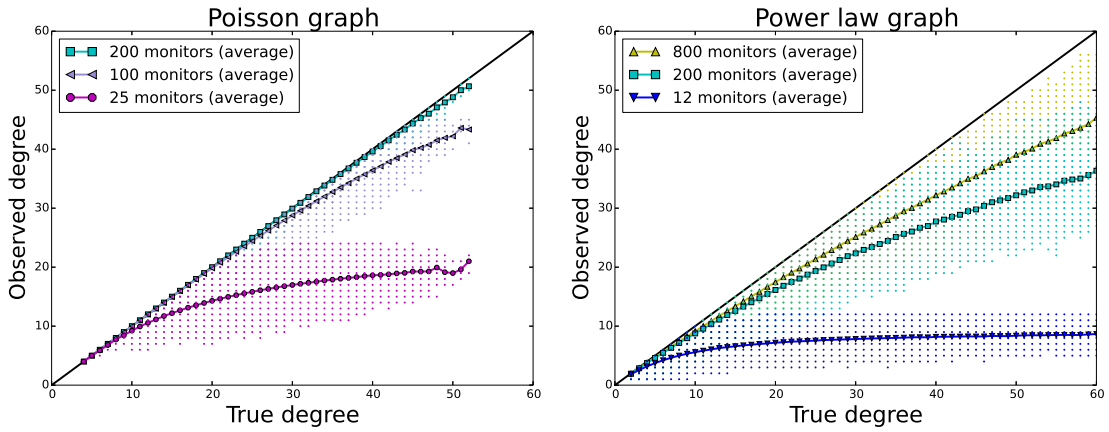 Poisson graph
200 monitors (average)
100 monitors (average)
25 monitors (average)
60
50
40
30
20
10
0
0 10 20 30 40 50 60
Observed degree
True degree
Power law graph
800 monitors (average)
200 monitors (average)
12 monitors (average)
60
50
40
30
20
10
0
0 10 20 30 40 50 60
Observed degree
True degree